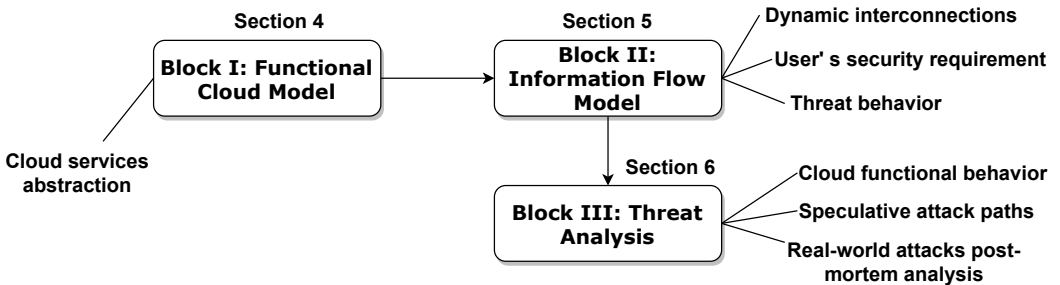 Section 4
Block I: Functional
Cloud Model
Cloud services
abstraction
Section 5
Block II:
Information Flow
Model
Dynamic interconnections
User' s security requirement
Threat behavior
Section 6
Block III: Threat
Analysis
Cloud functional behavior
Speculative attack paths
Real-world attacks post-
mortem analysis